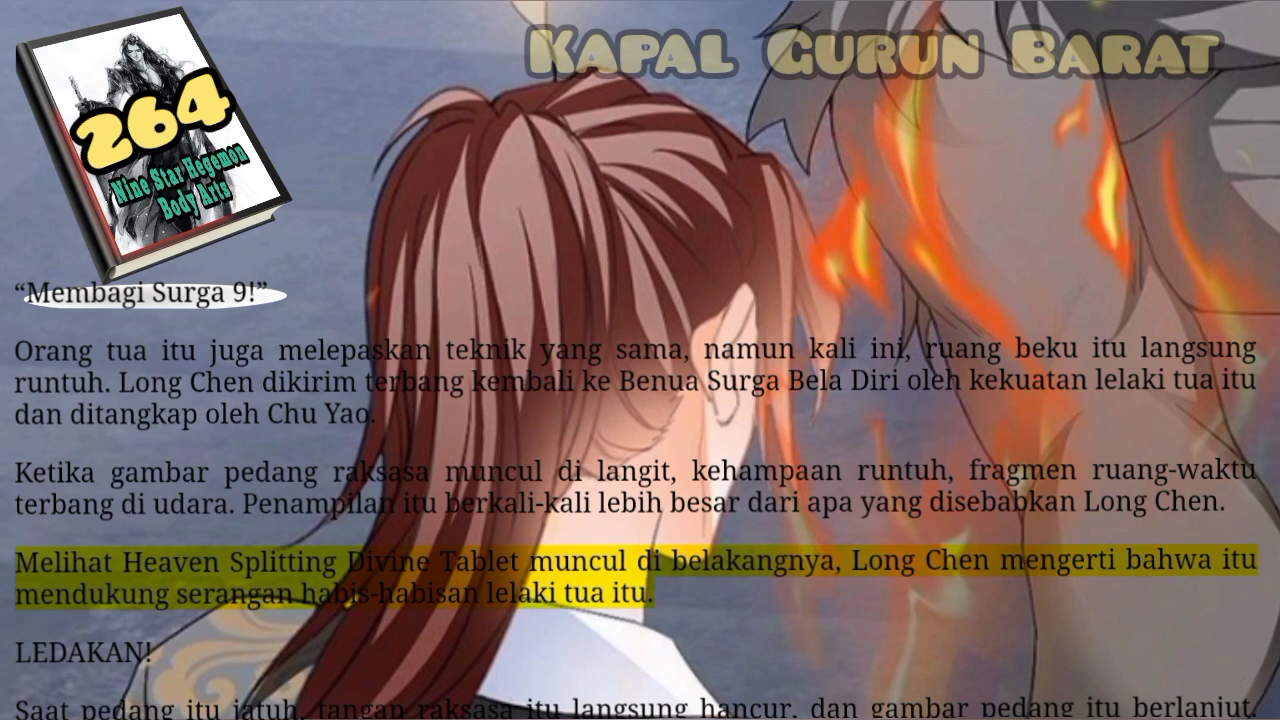 Kapal Gurun Barat
264
Nine Star Hegemon
Body Arts
“Membagi Surga 9!”
Orang tua itu juga melepaskan teknik yang sama, namun kali ini, ruang beku itu langsung
runtuh. Long Chen dikirim terbang kembali ke Benua Surga Bela Diri oleh kekuatan lelaki tua itu
dan ditangkap oleh Chu Yao.
Ketika gambar pedang raksasa muncul di langit, kehampaan runtuh, fragmen ruang-waktu
terbang di udara. Penampilan itu berkali-kali lebih besar dari apa yang disebabkan Long Chen.
Melihat Heaven Splitting Divine Tablet muncul di belakangnya, Long Chen mengerti bahwa itu
mendukung serangan habis-habisan lelaki tua itu.
LEDAKAN!
Saat pedang itu jatuh, tangan raksasa itu langsung hancur, dan gambar pedang itu berlanjut,